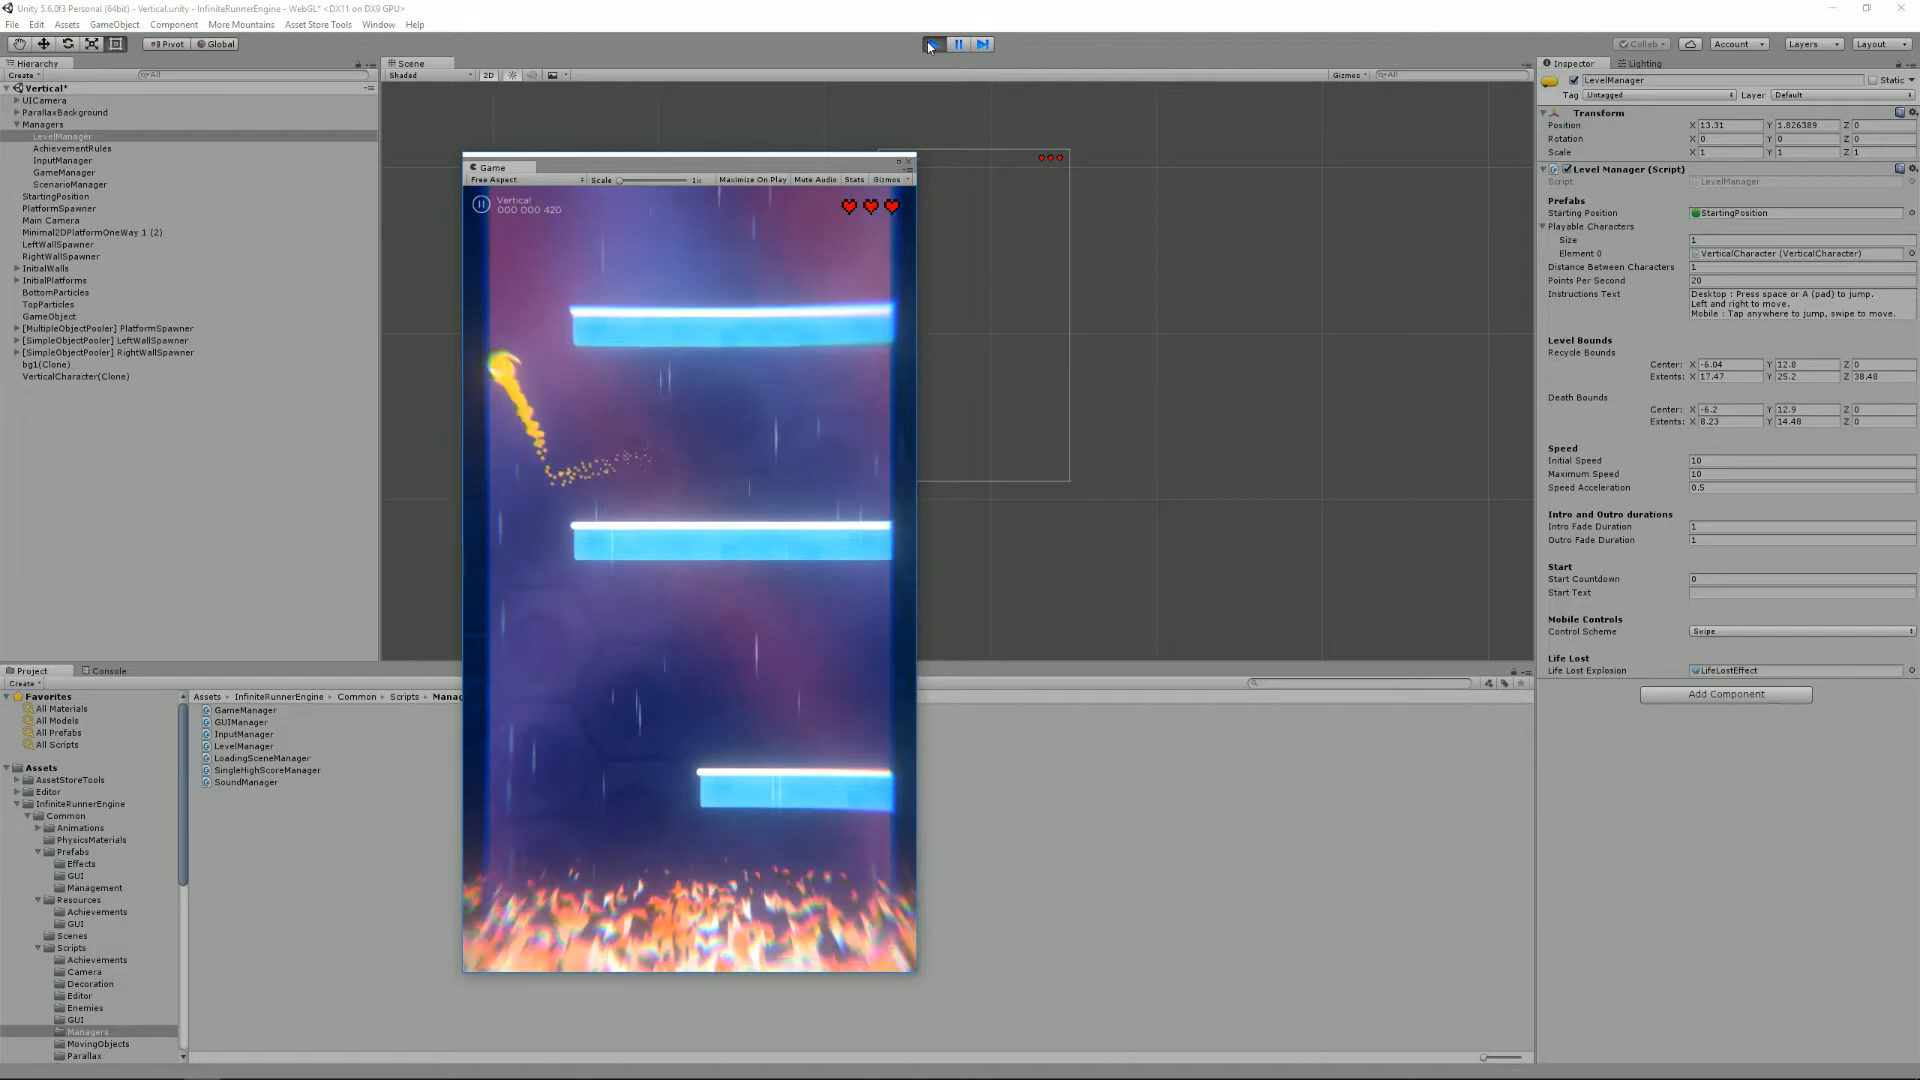 Unity 5.6.0f3 Personal (64bit) - Vertical.unity - InfiniteRunnerEngine - WebGL* <DX11 on DX9 GPU>
File Edit Assets GameObject Component More Mountains Asset Store Tools Window Help
Pivot Global Collab Account Layers Layout
Hierarchy
Create All
Vertical*
UICamera
ParallaxBackground
Managers
LevelManager
AchievementRules
InputManager
GameManager
ScenarioManager
StartingPosition
PlatformSpawner
Main Camera
Minimal2DPlatformOneWay 1 (2)
LeftWallSpawner
RightWallSpawner
InitialWalls
InitialPlatforms
BottomParticles
TopParticles
GameObject
[MultipleObjectPooler] PlatformSpawner
[SimpleObjectPooler] LeftWallSpawner
[SimpleObjectPooler] RightWallSpawner
bg1(Clone)
VerticalCharacter(Clone)
Scene
Shaded 2D Gizmos All
Game
Free Aspect Scale 1x Maximize On Play Mute Audio Stats Gizmos
Vertical
000 000 420
Inspector Lighting
LevelManager Static
Tag Untagged Layer Default
Transform
Position X 13.31 Y 1.826389 Z 0
Rotation X 0 Y 0 Z 0
Scale X 1 Y 1 Z 1
Level Manager (Script)
Script LevelManager
Prefabs
Starting Position StartingPosition
Playable Characters
Size 1
Element 0 VerticalCharacter (VerticalCharacter)
Distance Between Characters 1
Points Per Second 20
Instructions Text Desktop : Press space or A (pad) to jump.
Left and right to move.
Mobile : Tap anywhere to jump, swipe to move.
Level Bounds
Recycle Bounds
Center: X -6.04 Y 12.8 Z 0
Extents: X 17.47 Y 25.2 Z 38.48
Death Bounds
Center: X -6.2 Y 12.9 Z 0
Extents: X 8.23 Y 14.48 Z 0
Speed
Initial Speed 10
Maximum Speed 10
Speed Acceleration 0.5
Intro and Outro durations
Intro Fade Duration 1
Outro Fade Duration 1
Start
Start Countdown 0
Start Text
Mobile Controls
Control Scheme Swipe
Life Lost
Life Lost Explosion LifeLostEffect
Add Component
Project Console
Create
Favorites
All Materials
All Models
All Prefabs
All Scripts
Assets
AssetStoreTools
Editor
InfiniteRunnerEngine
Common
Animations
PhysicsMaterials
Prefabs
Effects
GUI
Management
Resources
Achievements
GUI
Scenes
Scripts
Achievements
Camera
Decoration
Editor
Enemies
GUI
Managers
MovingObjects
Parallax
Assets InfiniteRunnerEngine Common Scripts Manag
GameManager
GUIManager
InputManager
LevelManager
LoadingSceneManager
SingleHighScoreManager
SoundManager